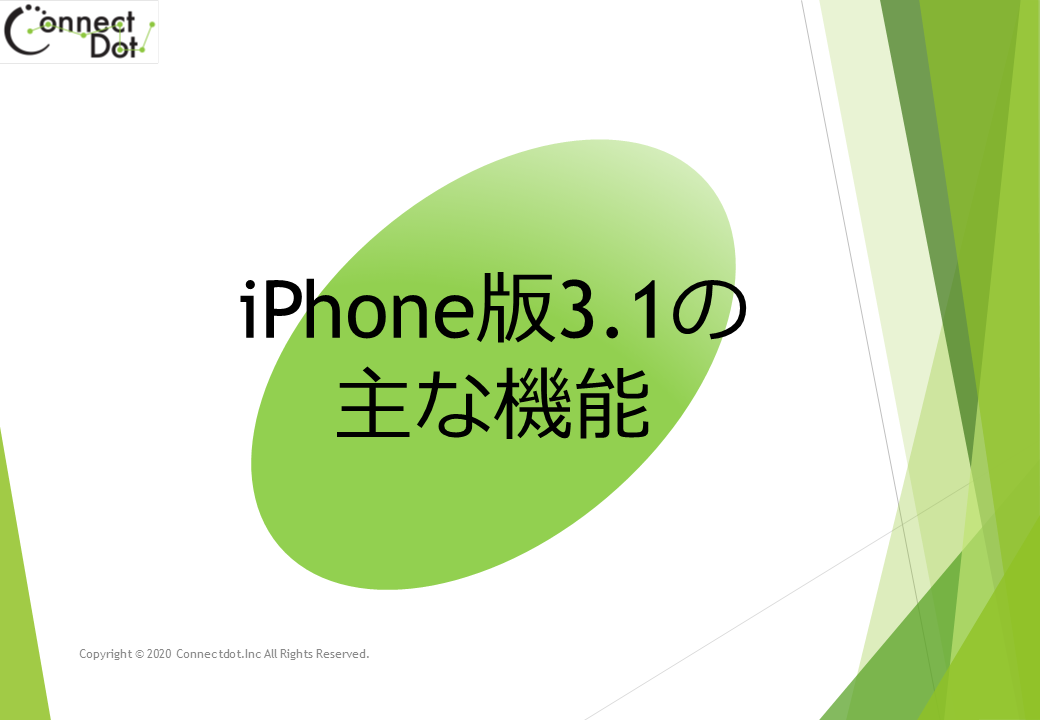 Connect
Dot
iPhone版3.1の
主な機能
Copyright © 2020 Connectdot.Inc All Rights Reserved.